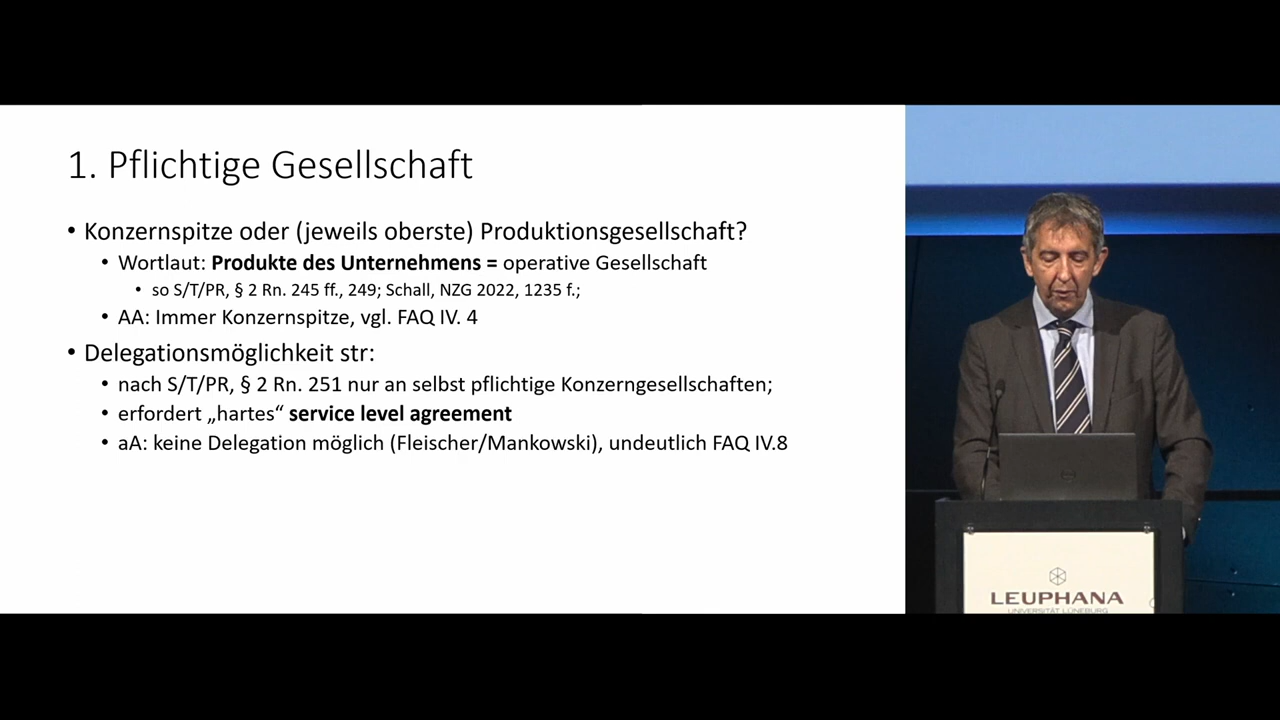 1. Pflichtige Gesellschaft
• Konzernspitze oder (jeweils oberste) Produktionsgesellschaft?
• Wortlaut: Produkte des Unternehmens = operative Gesellschaft
• so S/T/PR, § 2 Rn. 245 ff., 249; Schall, NZG 2022, 1235 f.;
• AA: Immer Konzernspitze, vgl. FAQ IV. 4
• Delegationsmöglichkeit str:
• nach S/T/PR, § 2 Rn. 251 nur an selbst pflichtige Konzerngesellschaften;
• erfordert „hartes“ service level agreement
• aA: keine Delegation möglich (Fleischer/Mankowski), undeutlich FAQ IV.8
LEUPHANA
UNIVERSITÄT LÜNEBURG